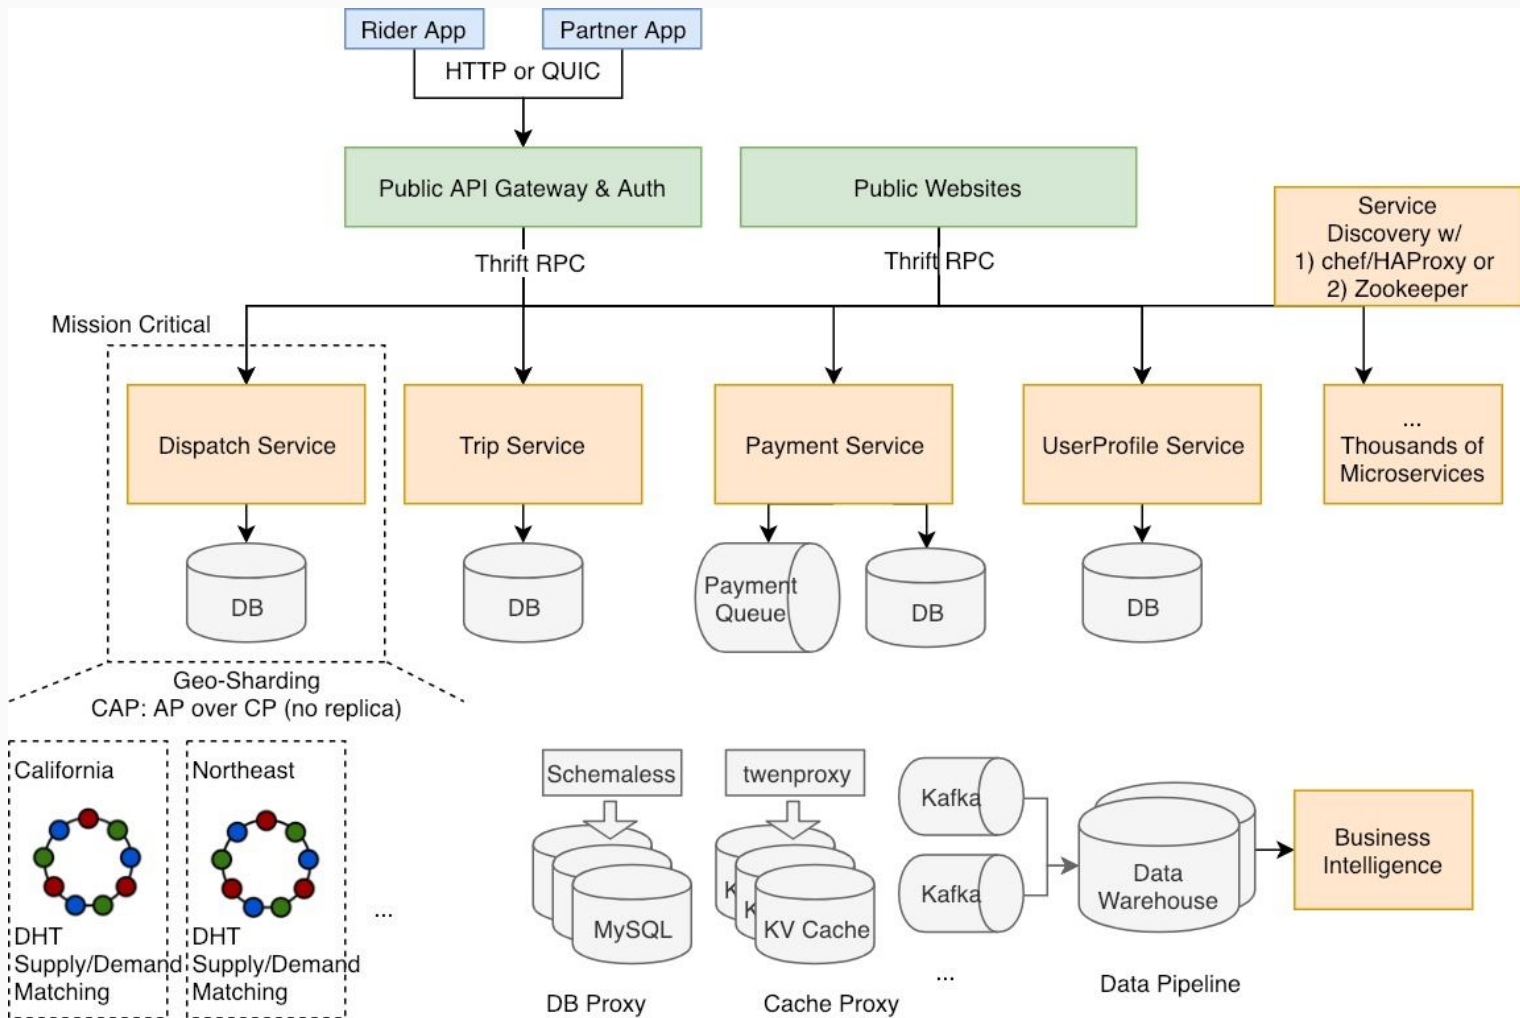 Rider App
Partner App
HTTP or QUIC
Public API Gateway & Auth
Public Websites
Service
Discovery w/
1) chef/HAProxy or
2) Zookeeper
Thrift RPC
Thrift RPC
Mission Critical
Dispatch Service
Trip Service
Payment Service
UserProfile Service
...
Thousands of
Microservices
DB
DB
Payment
Queue
DB
DB
Geo-Sharding
CAP: AP over CP (no replica)
California
DHT
Supply/Demand
Matching
Northeast
DHT
Supply/Demand
Matching
...
Schemaless
MySQL
DB Proxy
twenproxy
K
K
KV Cache
Cache Proxy
Kafka
Kafka
...
Data
Warehouse
Data Pipeline
Business
Intelligence